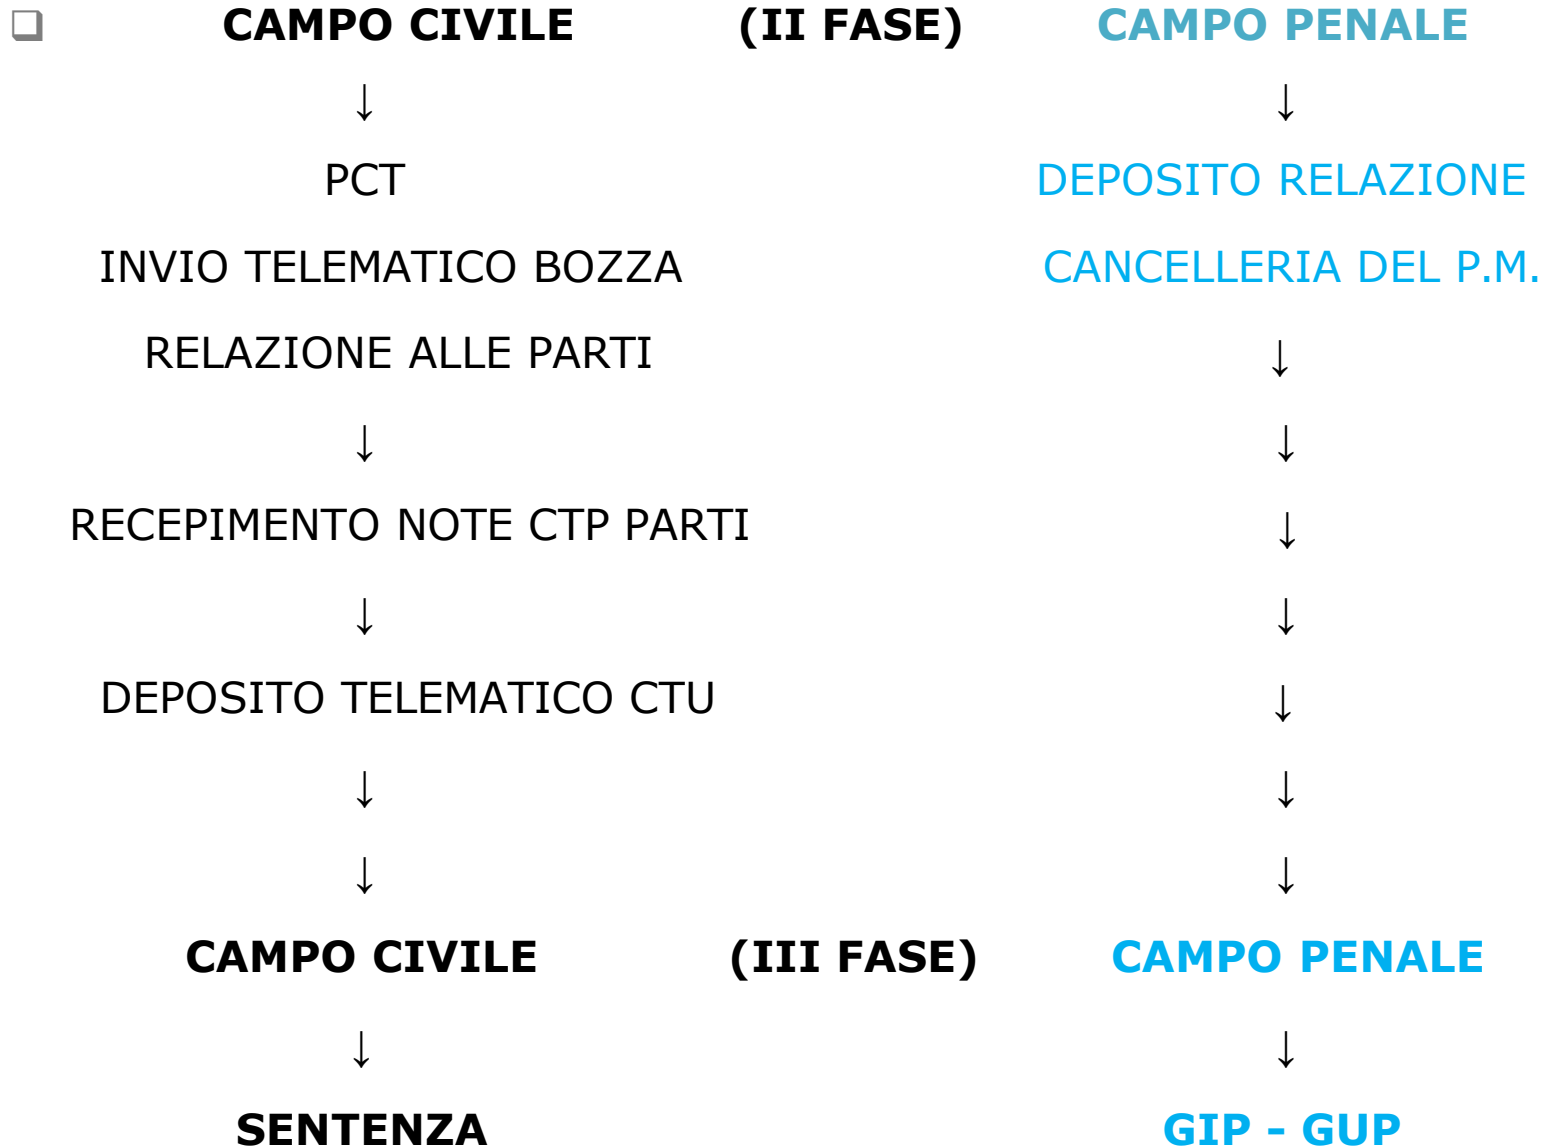 ❑ CAMPO CIVILE (II FASE) CAMPO PENALE
↓ ↓
PCT DEPOSITO RELAZIONE
INVIO TELEMATICO BOZZA CANCELLERIA DEL P.M.
RELAZIONE ALLE PARTI ↓
↓ ↓
RECEPIMENTO NOTE CTP PARTI ↓
↓ ↓
DEPOSITO TELEMATICO CTU ↓
↓ ↓
↓ ↓
CAMPO CIVILE (III FASE) CAMPO PENALE
↓ ↓
SENTENZA GIP - GUP